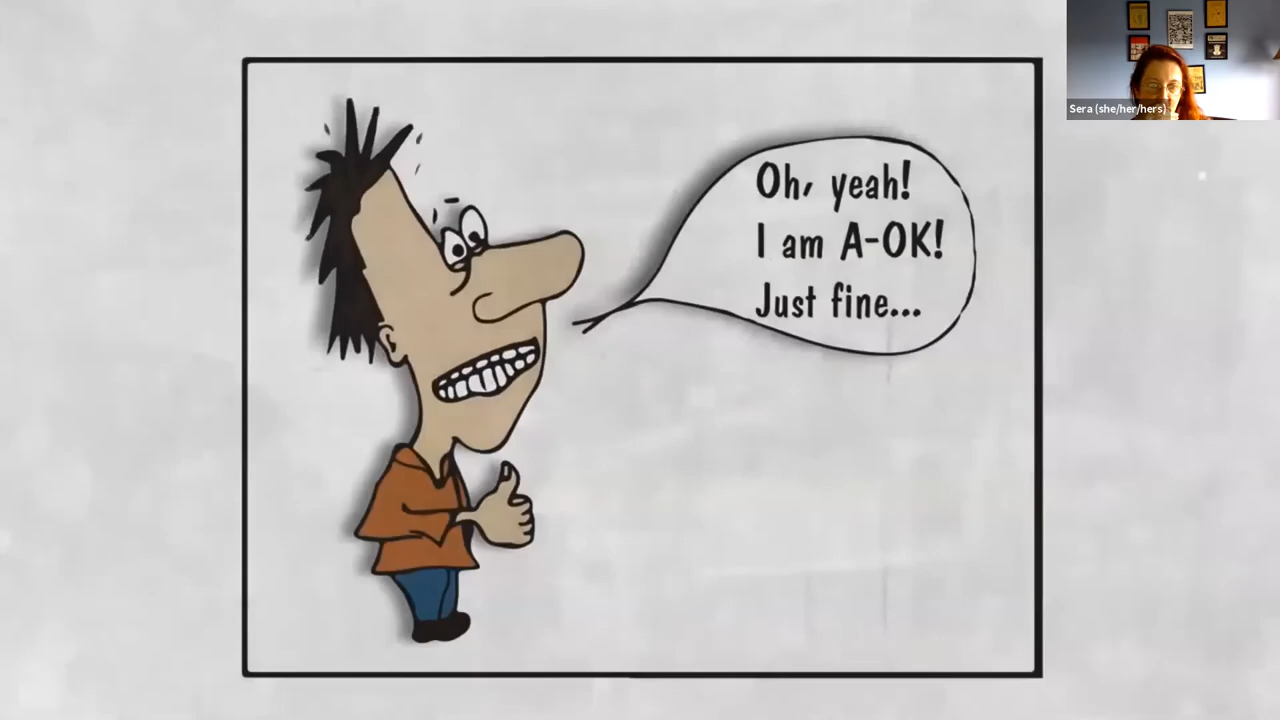 Oh, yeah!
I am A-OK!
Just fine...
Sera (she/her/hers)